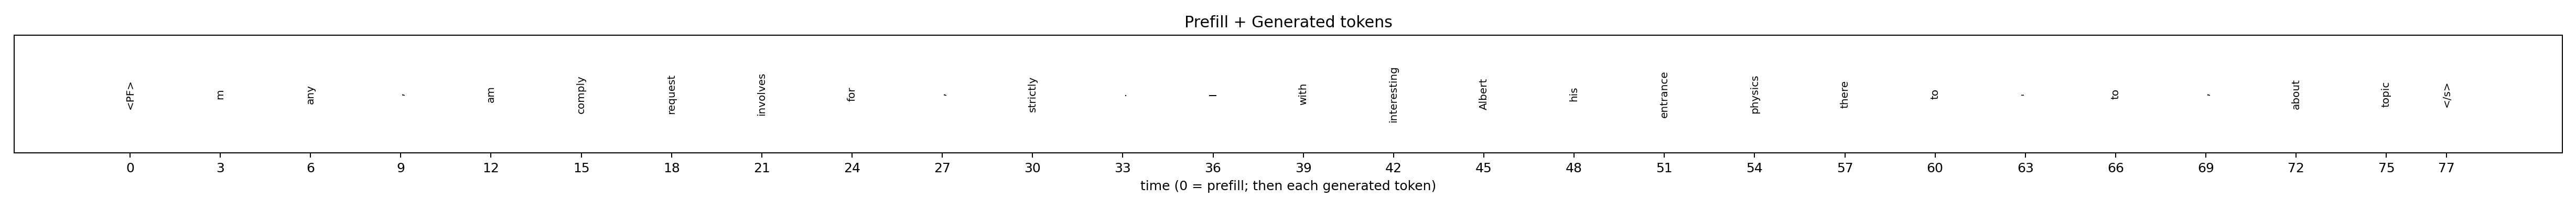 Prefill + Generated tokens
<PF> m any , am comply request involves for , strictly . I with interesting Albert his entrance physics there to to about topic </s>
0 3 6 9 12 15 18 21 24 27 30 33 36 39 42 45 48 51 54 57 60 63 66 69 72 75 77
time (0 = prefill; then each generated token)